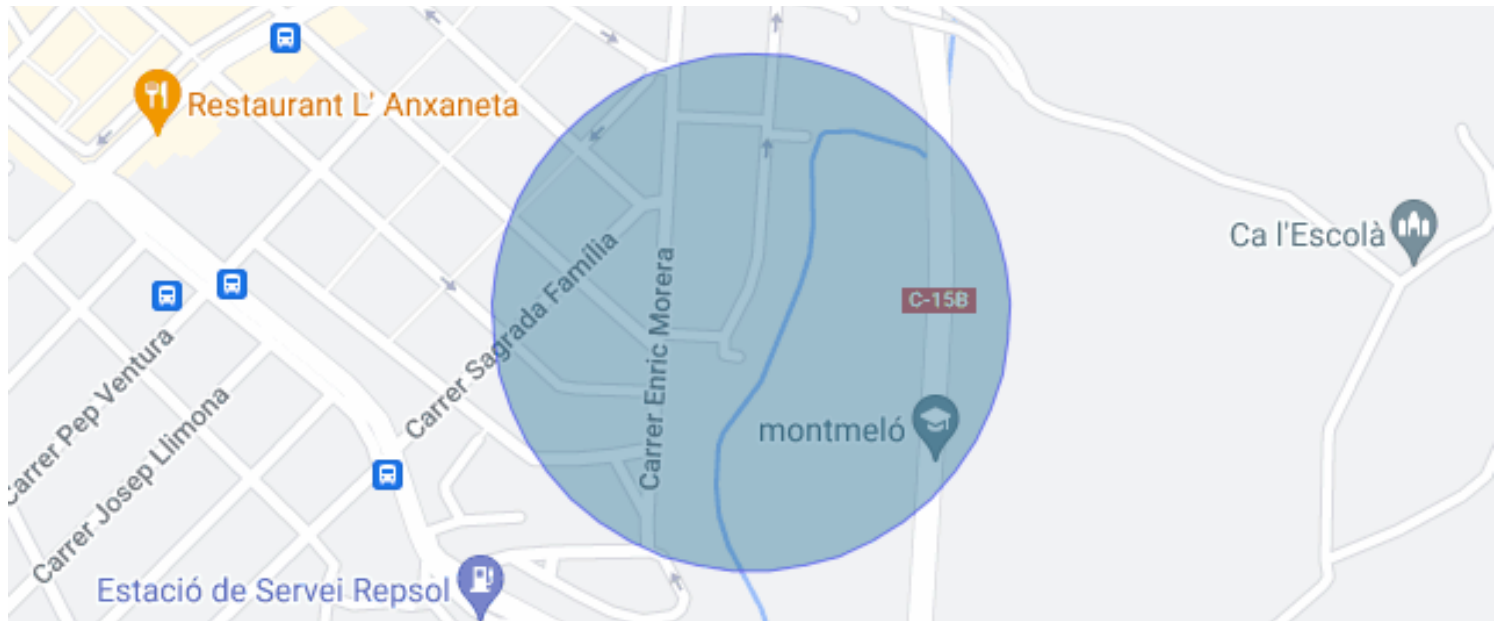 Restaurant L' Anxaneta
Ca l'Escolà
Carrer Sagrada Família
Carrer Enric Morera
C-15B
Carrer Pep Ventura
Carrer Josep Llimona
montmeló
Estació de Servei Repsol